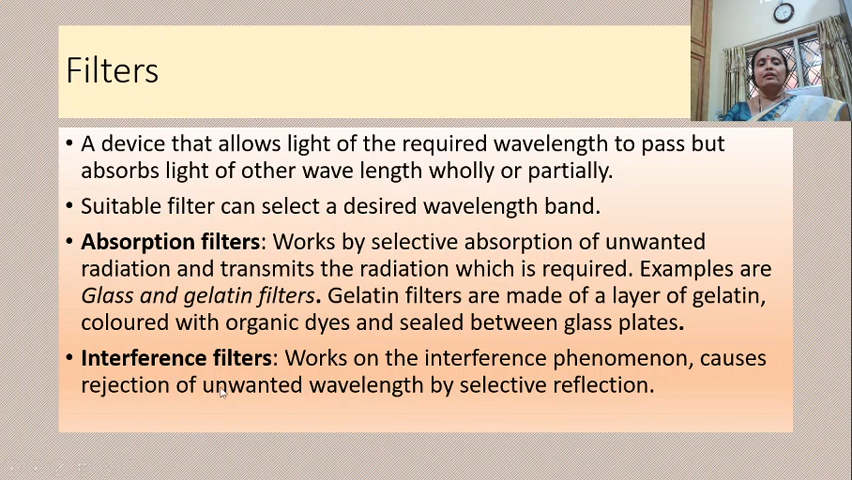 Filters
• A device that allows light of the required wavelength to pass but
absorbs light of other wave length wholly or partially.
• Suitable filter can select a desired wavelength band.
• Absorption filters: Works by selective absorption of unwanted
radiation and transmits the radiation which is required. Examples are
Glass and gelatin filters. Gelatin filters are made of a layer of gelatin,
coloured with organic dyes and sealed between glass plates.
• Interference filters: Works on the interference phenomenon, causes
rejection of unwanted wavelength by selective reflection.